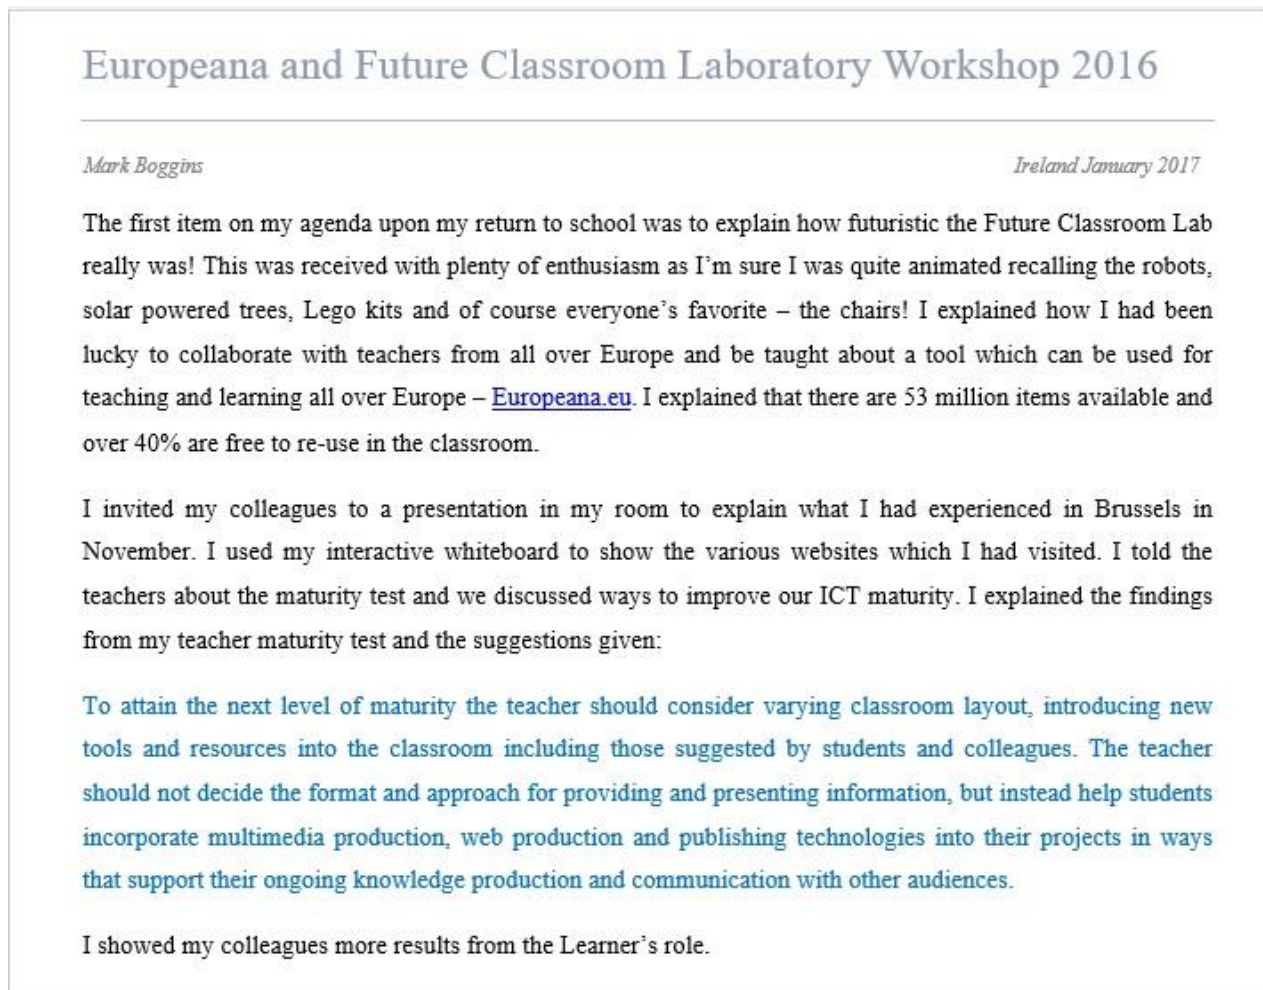 Europeana and Future Classroom Laboratory Workshop 2016
Mark Boggins Ireland January 2017
The first item on my agenda upon my return to school was to explain how futuristic the Future Classroom Lab
really was! This was received with plenty of enthusiasm as I’m sure I was quite animated recalling the robots,
solar powered trees, Lego kits and of course everyone’s favorite – the chairs! I explained how I had been
lucky to collaborate with teachers from all over Europe and be taught about a tool which can be used for
teaching and learning all over Europe – Europeana.eu. I explained that there are 53 million items available and
over 40% are free to re-use in the classroom.
I invited my colleagues to a presentation in my room to explain what I had experienced in Brussels in
November. I used my interactive whiteboard to show the various websites which I had visited. I told the
teachers about the maturity test and we discussed ways to improve our ICT maturity. I explained the findings
from my teacher maturity test and the suggestions given:
To attain the next level of maturity the teacher should consider varying classroom layout, introducing new
tools and resources into the classroom including those suggested by students and colleagues. The teacher
should not decide the format and approach for providing and presenting information, but instead help students
incorporate multimedia production, web production and publishing technologies into their projects in ways
that support their ongoing knowledge production and communication with other audiences.
I showed my colleagues more results from the Learner’s role.